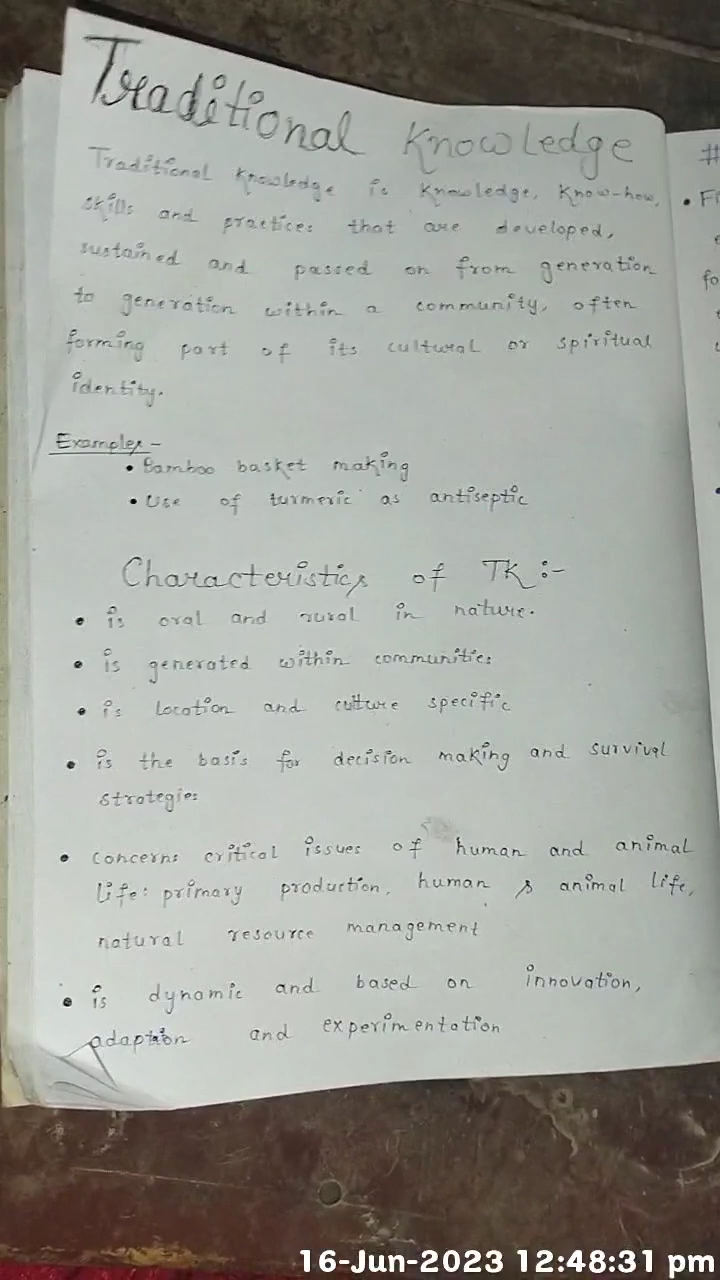 Traditional Knowledge
Traditional Knowledge is Knowledge, Know-how,
skills and practices that are developed,
sustained and passed on from generation
to generation within a community, often
forming part of its cultural or spiritual
identity.
Examples -
• Bamboo basket making
• Use of turmeric as antiseptic
Characteristics of TK :-
• is oral and rural in nature.
• is generated within communities
• is location and culture specific
• is the basis for decision making and survival
strategies
• concerns critical issues of human and animal
life: primary production, human & animal life,
natural resource management
• is dynamic and based on innovation,
adaption and experimentation
#
• Fi
fo
16-Jun-2023 12:48:31 pm